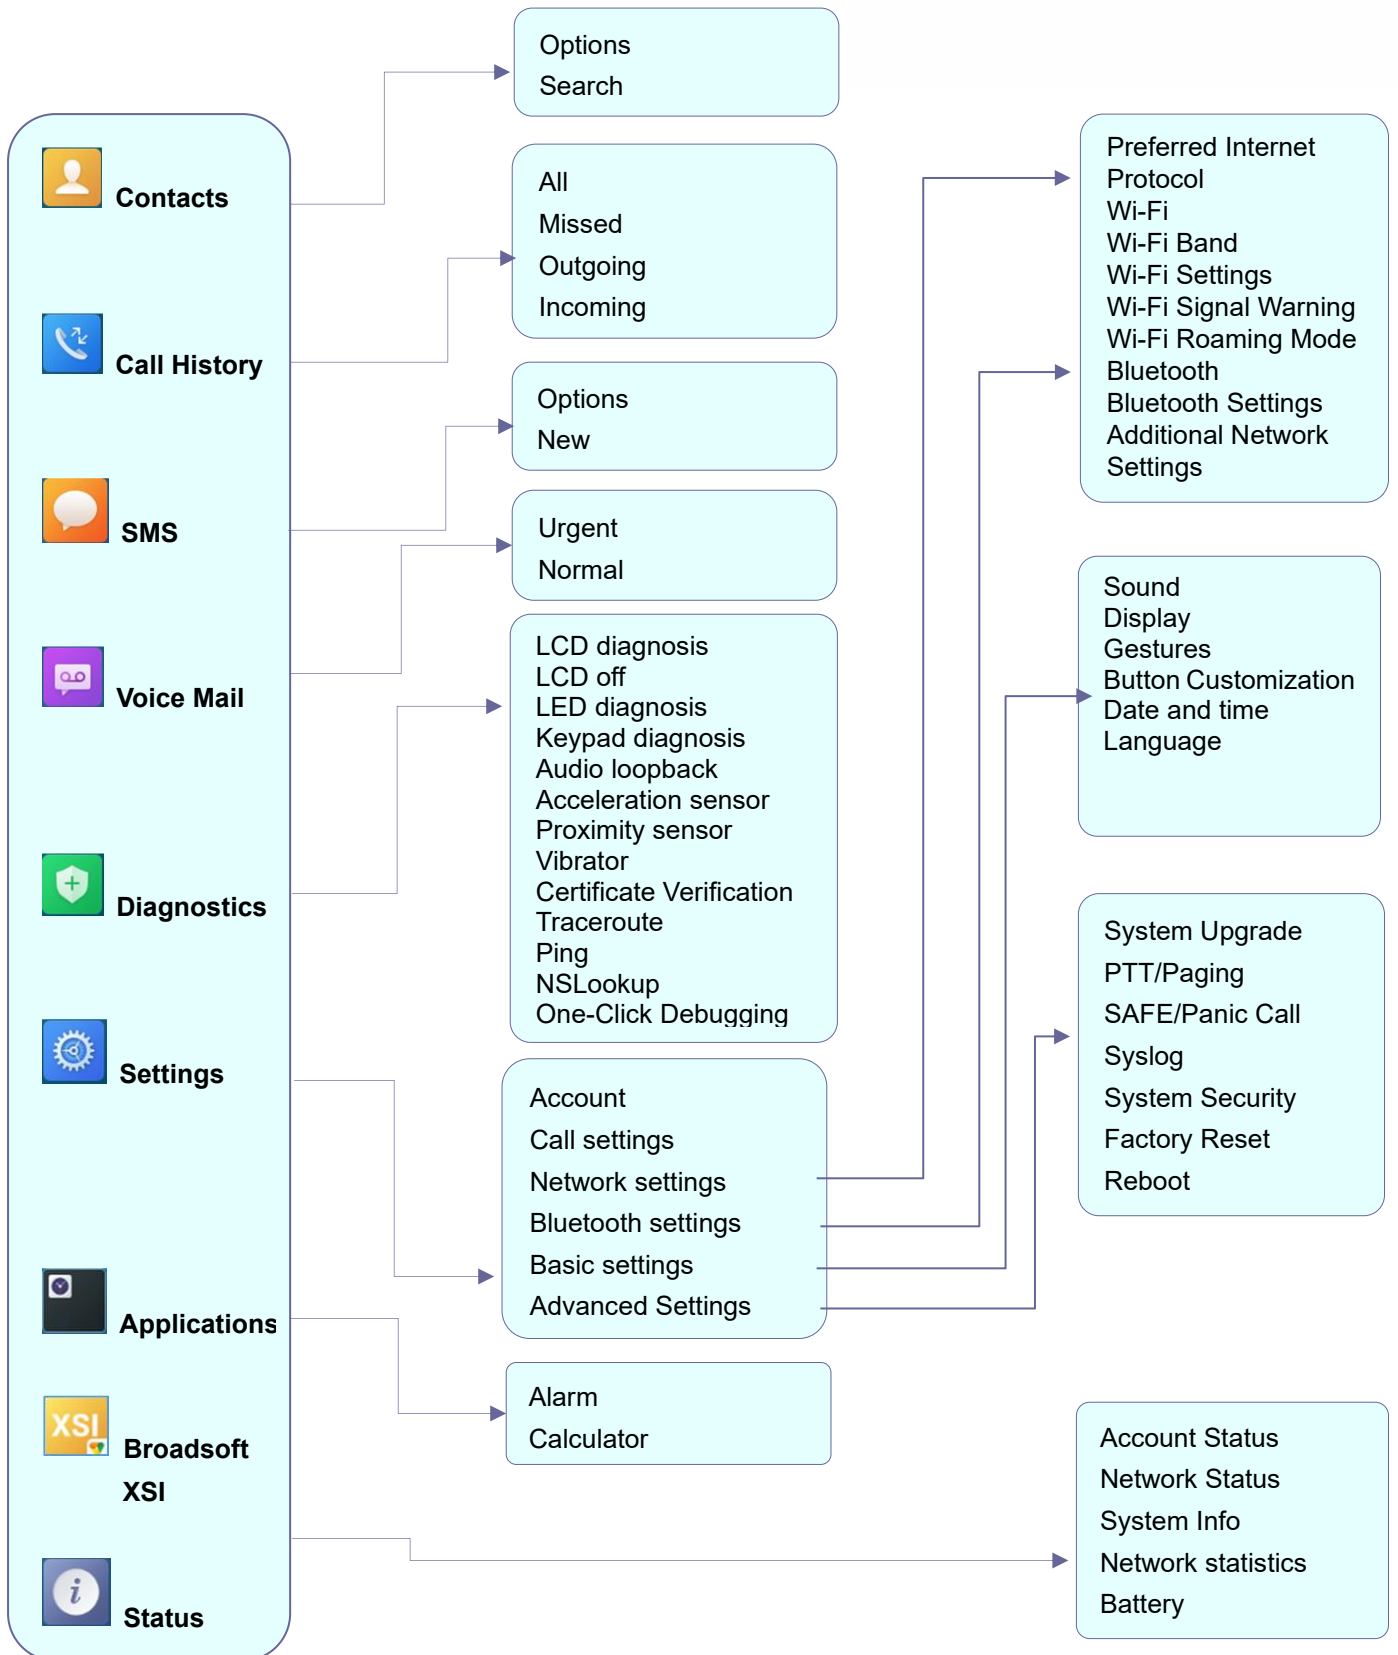 Contacts
Call History
SMS
Voice Mail
Diagnostics
Settings
Applications
XSI
Broadsoft
XSI
i
Status
Options
Search
All
Missed
Outgoing
Incoming
Options
New
Urgent
Normal
LCD diagnosis
LCD off
LED diagnosis
Keypad diagnosis
Audio loopback
Acceleration sensor
Proximity sensor
Vibrator
Certificate Verification
Traceroute
Ping
NSLookup
One-Click Debugging
Account
Call settings
Network settings
Bluetooth settings
Basic settings
Advanced Settings
Alarm
Calculator
Preferred Internet
Protocol
Wi-Fi
Wi-Fi Band
Wi-Fi Settings
Wi-Fi Signal Warning
Wi-Fi Roaming Mode
Bluetooth
Bluetooth Settings
Additional Network
Settings
Sound
Display
Gestures
Button Customization
Date and time
Language
System Upgrade
PTT/Paging
SAFE/Panic Call
Syslog
System Security
Factory Reset
Reboot
Account Status
Network Status
System Info
Network statistics
Battery